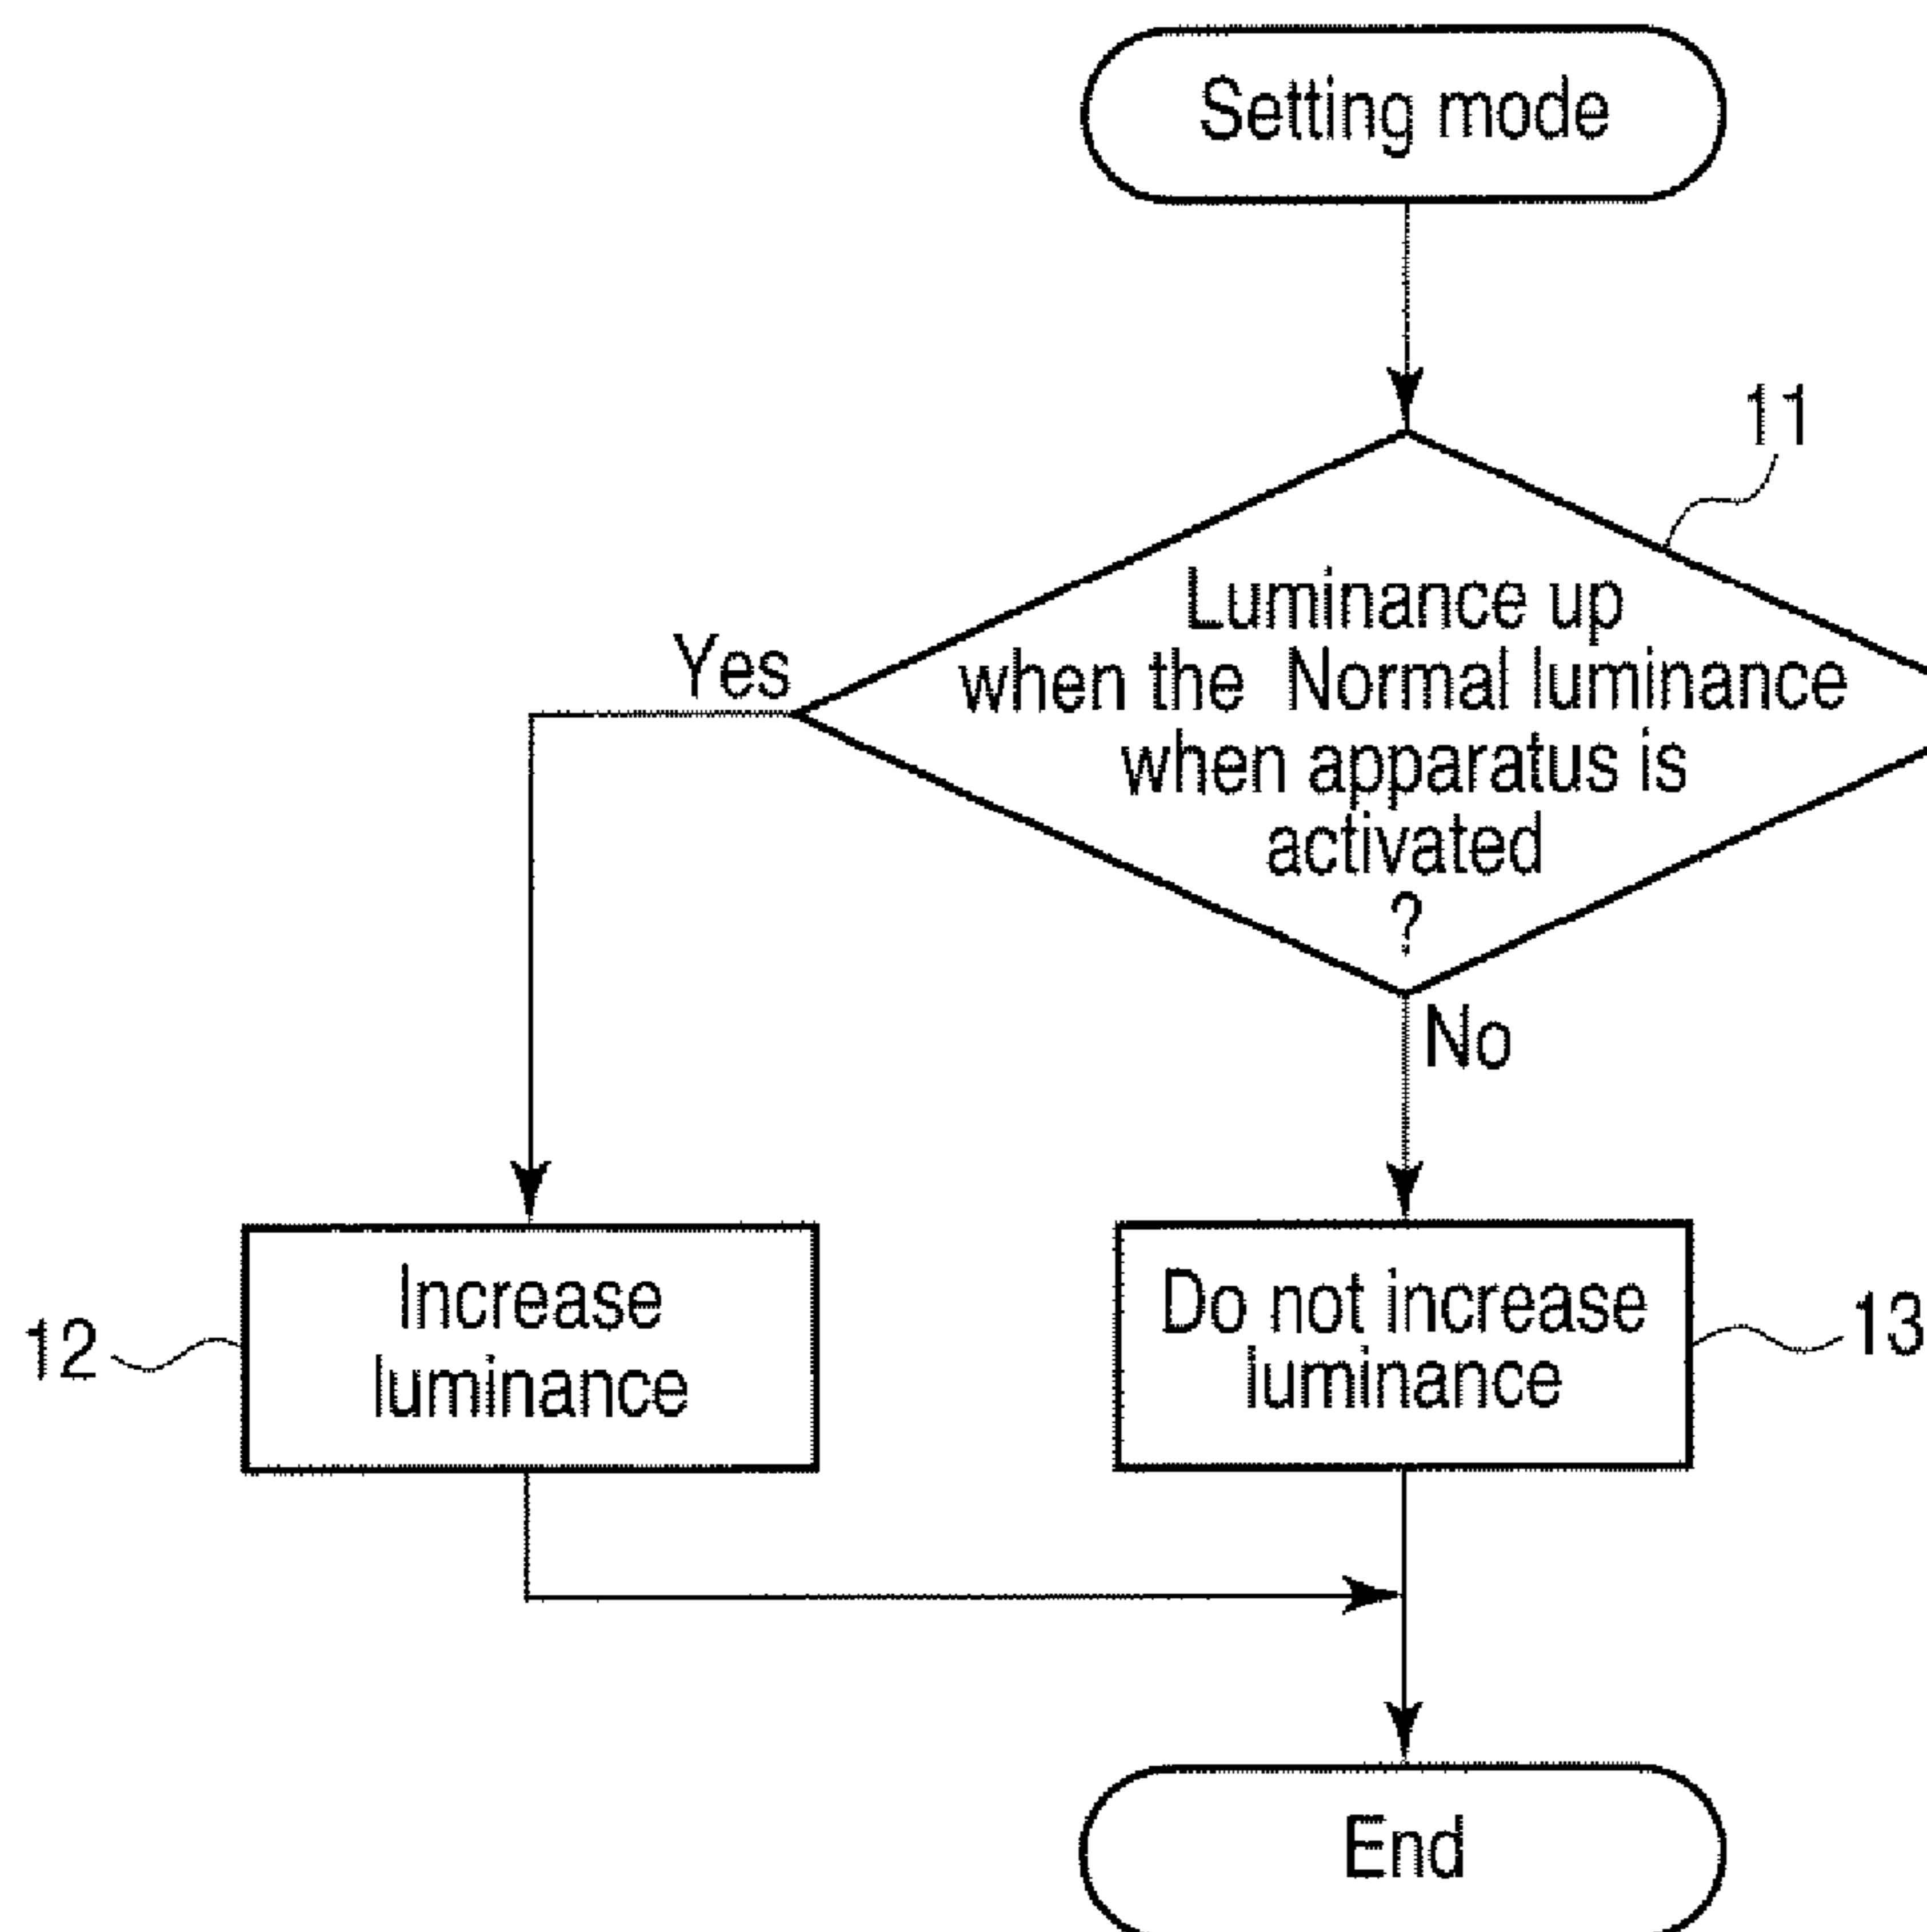 Setting mode
11
Luminance up
when the Normal luminance
when apparatus is
activated
?
Yes
No
12
Increase
luminance
Do not increase
luminance
13
End